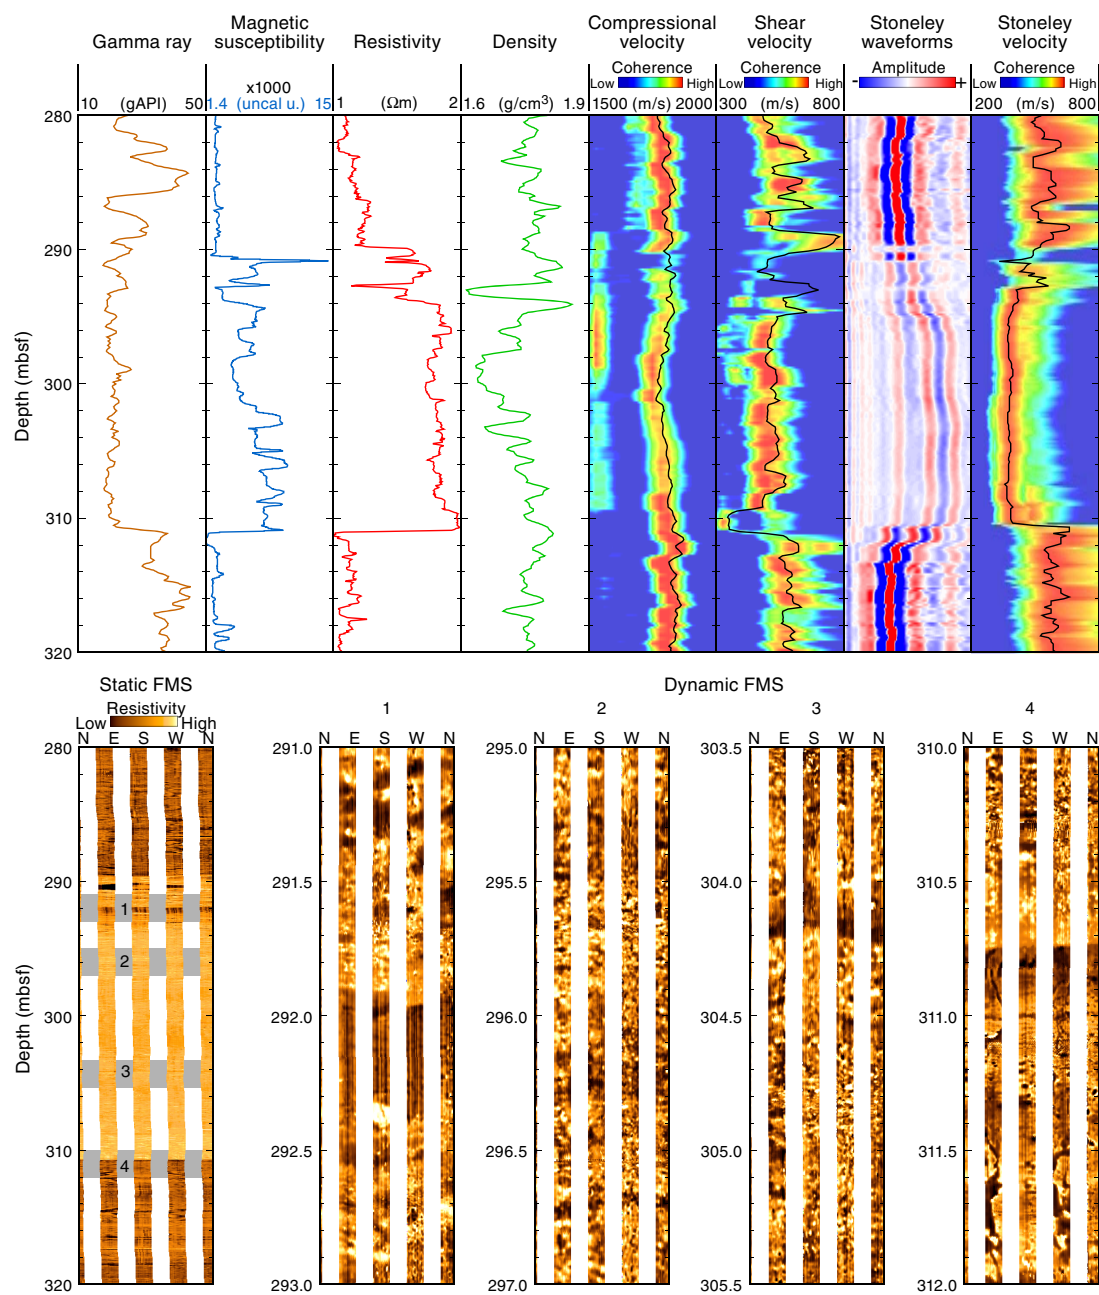 Gamma ray
Magnetic
susceptibility
Resistivity
Density
Compressional
velocity
Shear
velocity
Stoneley
waveforms
Stoneley
velocity
x1000
Coherence
Low High
Coherence
Low High
Amplitude
- +
Coherence
Low High
10 (gAPI) 50
1.4 (uncal u.) 15
1 (Ωm) 2
1.6 (g/cm³) 1.9
1500 (m/s) 2000
300 (m/s) 800
200 (m/s) 800
280
290
300
310
320
Depth (mbsf)
Static FMS
Resistivity
Low High
N E S W N
280
290
300
310
320
Depth (mbsf)
1
2
3
4
Dynamic FMS
1
N E S W N
291.0
291.5
292.0
292.5
293.0
2
N E S W N
295.0
295.5
296.0
296.5
297.0
3
N E S W N
303.5
304.0
304.5
305.0
305.5
4
N E S W N
310.0
310.5
311.0
311.5
312.0